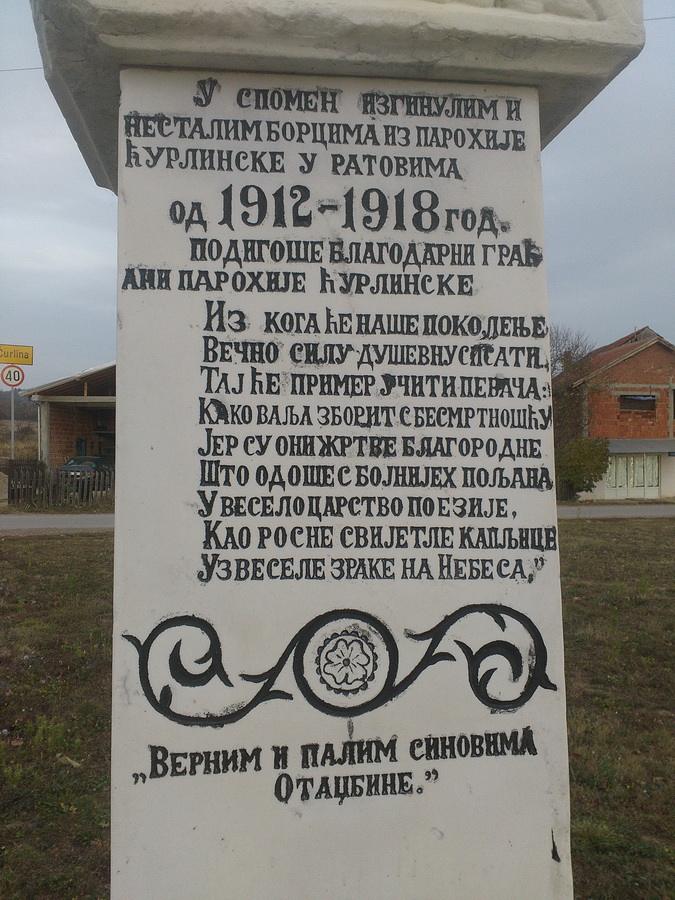 У СПОМЕН ИЗГИНУЛИМ И
НЕСТАЛИМ БОРЦИМА ИЗ ПАРОХИЈЕ
ЋУРЛИНСКЕ У РАТОВИМА
ОД 1912-1918 ГОД.
ПОДИГОШЕ БЛАГОДАРНИ ГРАЂ
АНИ ПАРОХИЈЕ ЋУРЛИНСКЕ
ИЗ КОГА ЋЕ НАШЕ ПОКОЛЕЊЕ
ВЕЧНО СИЛУ ДУШЕВНУ СИСАТИ.
ТАЈ ЋЕ ПРИМЕР УЧИТИ ПЕВАЧА:
КАКО ВАЉА ЗБОРИТ С БЕСМРТНОШЋУ
ЈЕР СУ ОНИ ЖРТВЕ БЛАГОРОДНЕ
ШТО ОДОШЕ С БОЈНИЈЕХ ПОЉАНА
У ВЕСЕЛО ЦАРСТВО ПОЕЗИЈЕ,
КАО РОСНЕ СВИЈЕТЛЕ КАПЉИЦЕ
УЗ ВЕСЕЛЕ ЗРАКЕ НА НЕБЕСА,”
„ВЕРНИМ И ПАЛИМ СИНОВИМА
ОТАЏБИНЕ.”
Ćurlina
40